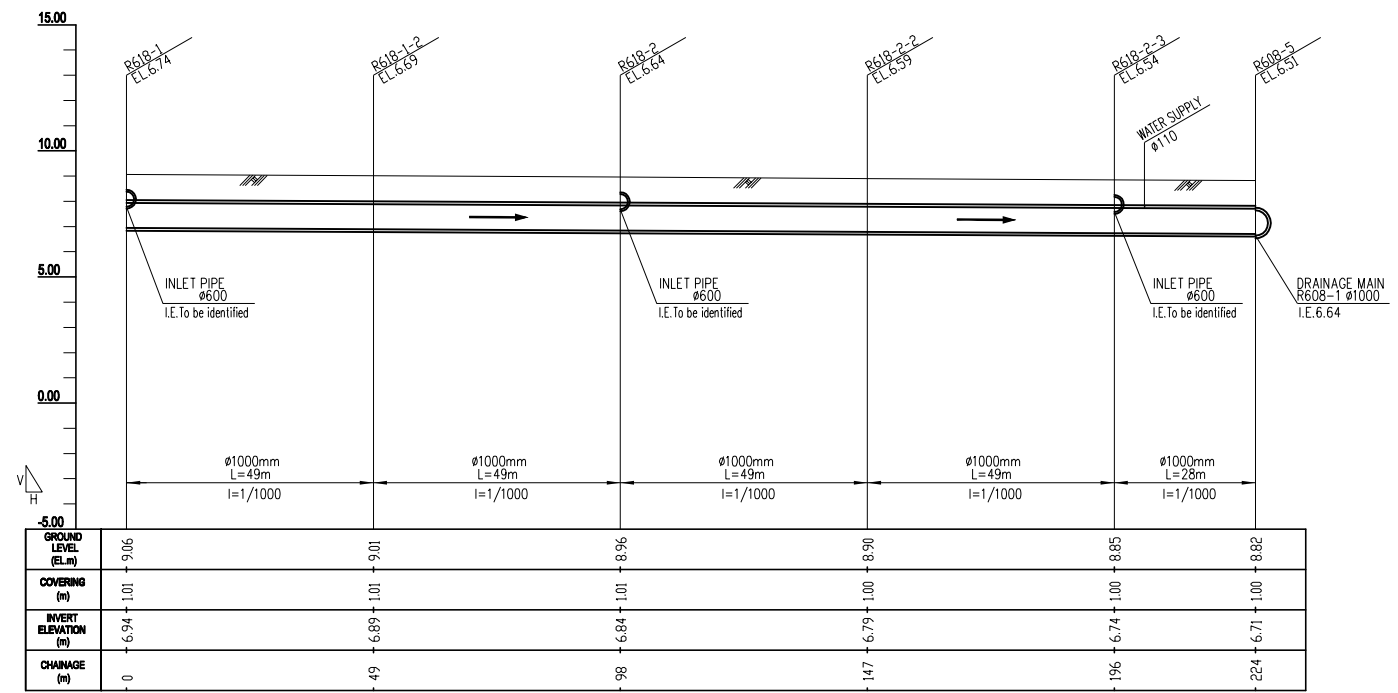 15.00
10.00
5.00
0.00
-5.00
R618-1
EL.6.74
R618-1-2
EL.6.69
R618-2
EL.6.64
R618-2-2
EL.6.59
R618-2-3
EL.6.54
R608-5
EL.6.51
WATER SUPPLY
ø110
INLET PIPE
ø600
I.E.To be identified
INLET PIPE
ø600
I.E.To be identified
INLET PIPE
ø600
I.E.To be identified
DRAINAGE MAIN
R608-1 ø1000
I.E.6.64
V
H
ø1000mm
L=49m
I=1/1000
ø1000mm
L=49m
I=1/1000
ø1000mm
L=49m
I=1/1000
ø1000mm
L=49m
I=1/1000
ø1000mm
L=28m
I=1/1000
GROUND
LEVEL
(EL.m)
9.06 9.01 8.96 8.90 8.85 8.82
COVERING
(m)
1.01 1.01 1.01 1.00 1.00 1.00
INVERT
ELEVATION
(m)
6.94 6.89 6.84 6.79 6.74 6.71
CHAINAGE
(m)
0 49 98 147 196 224